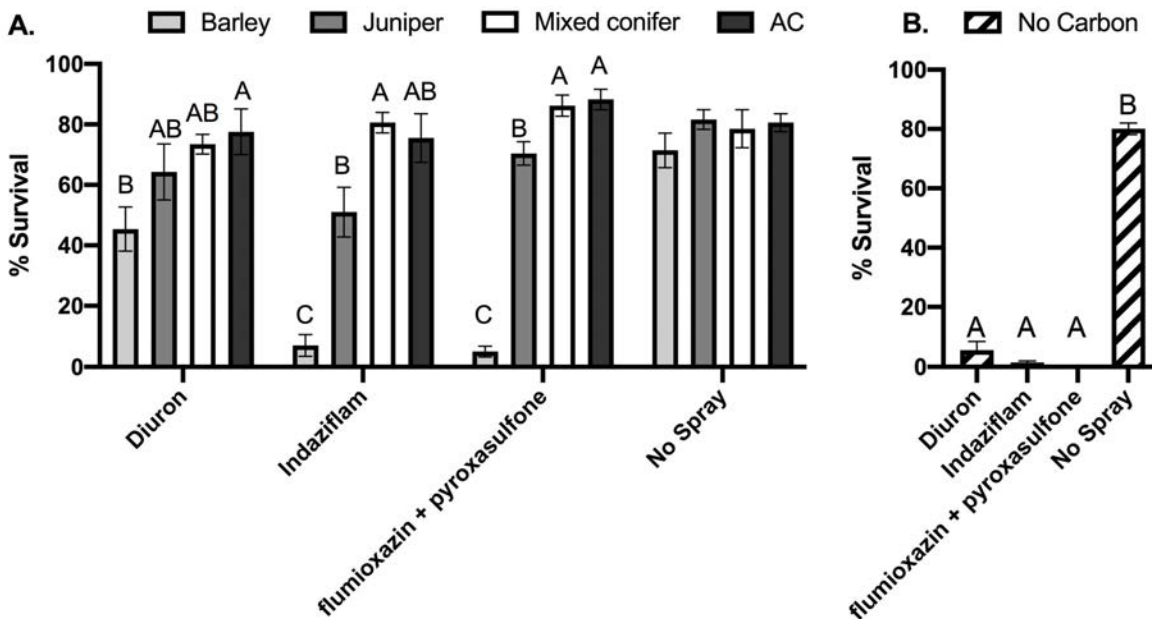 A. Barley Juniper Mixed conifer AC
B. No Carbon
% Survival
100
80
60
40
20
0
B AB AB A
C B A AB
C B A A
Diuron
Indaziflam
flumioxazin + pyroxasulfone
No Spray
% Survival
100
80
60
40
20
0
A A A B
Diuron
Indaziflam
flumioxazin + pyroxasulfone
No Spray